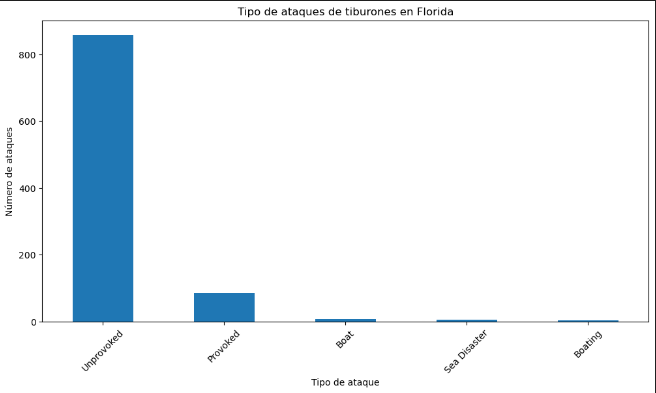 Tipo de ataques de tiburones en Florida
Número de ataques
800
600
400
200
0
Unprovoked
Provoked
Boat
Sea Disaster
Boating
Tipo de ataque